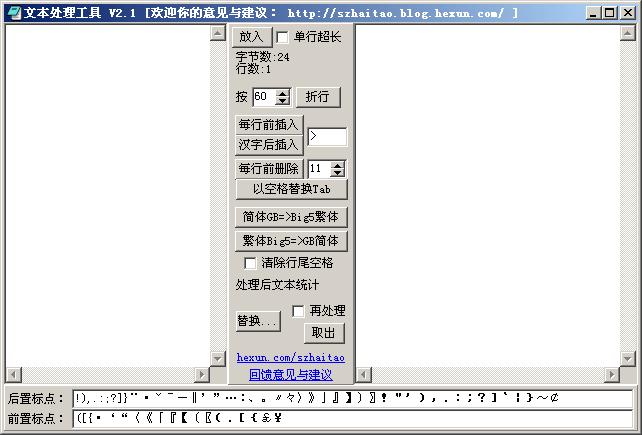 文本处理工具 V2.1 [欢迎你的意见与建议： http://szhaitao.blog.hexun.com/ ]
放入 单行超长
字节数:24
行数:1
按 60 折行
每行前插入
>
汉字后插入
每行前删除 11
以空格替换Tab
简体GB=>Big5繁体
繁体Big5=>GB简体
清除行尾空格
处理后文本统计
再处理
替换...
取出
hexun.com/szhaitao
回馈意见与建议
后置标点： !),.:;?]}¨·ˇˉ―‖’”…∶、。〃々〉》」』】〕〗！＂＇），．：；？］｀｜｝～￠
前置标点： ([{·‘“〈《「『【〔〖（．［｛￡￥